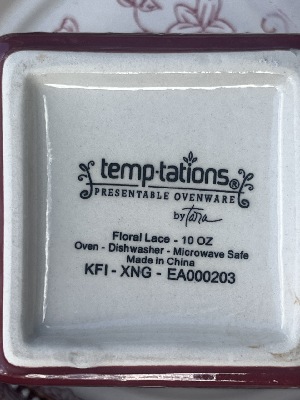 temp·tations®
PRESENTABLE OVENWARE
by Tara
Floral Lace - 10 OZ
Oven - Dishwasher - Microwave Safe
Made in China
KFI - XNG - EA000203